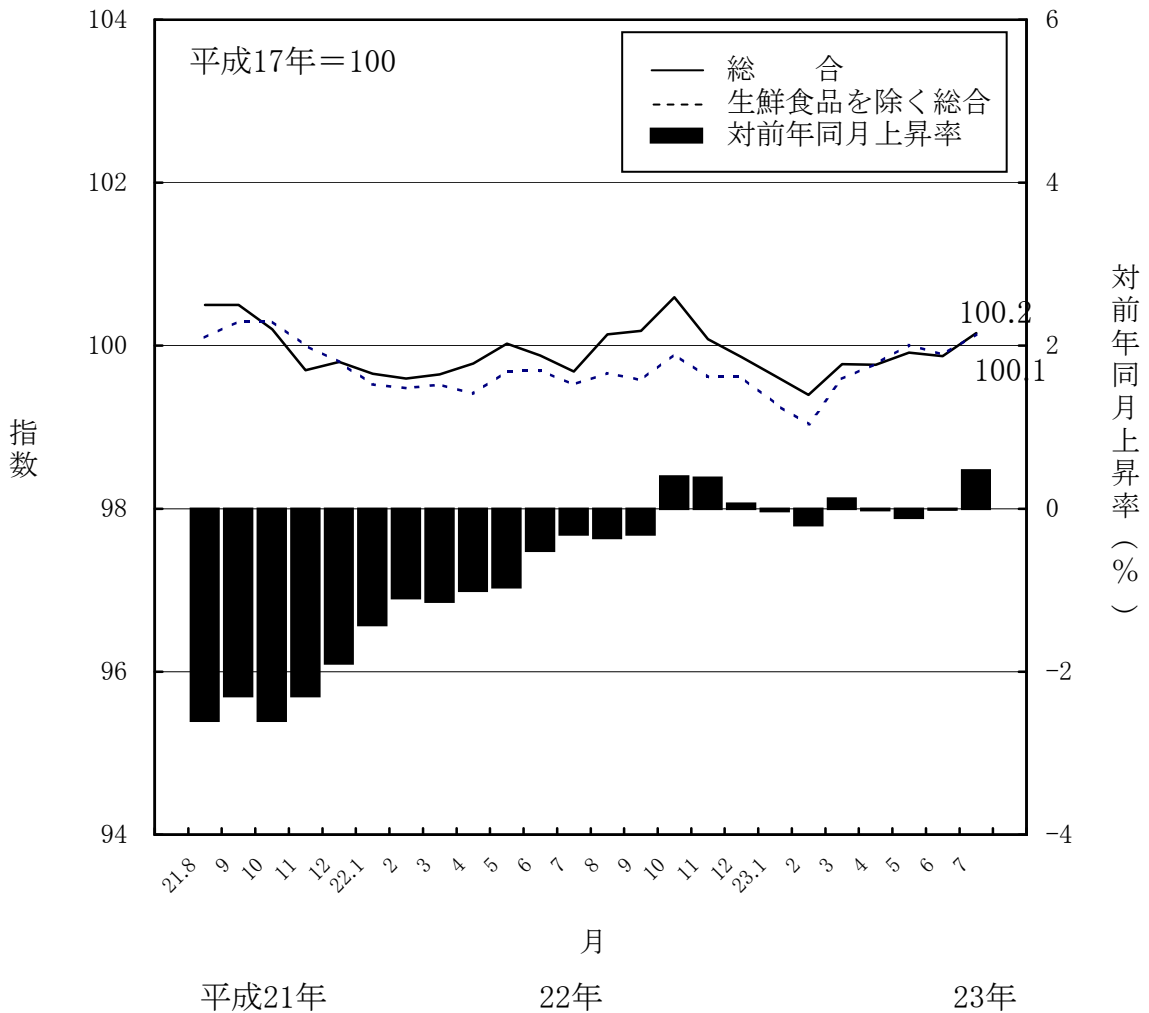 平成17年＝100
総　　合
生鮮食品を除く総合
対前年同月上昇率
104
102
100
98
96
94
指数
6
4
2
0
-2
-4
対前年同月上昇率（％）
100.2
100.1
21.8 9 10 11 12 22.1 2 3 4 5 6 7 8 9 10 11 12 23.1 2 3 4 5 6 7
月
平成21年 22年 23年